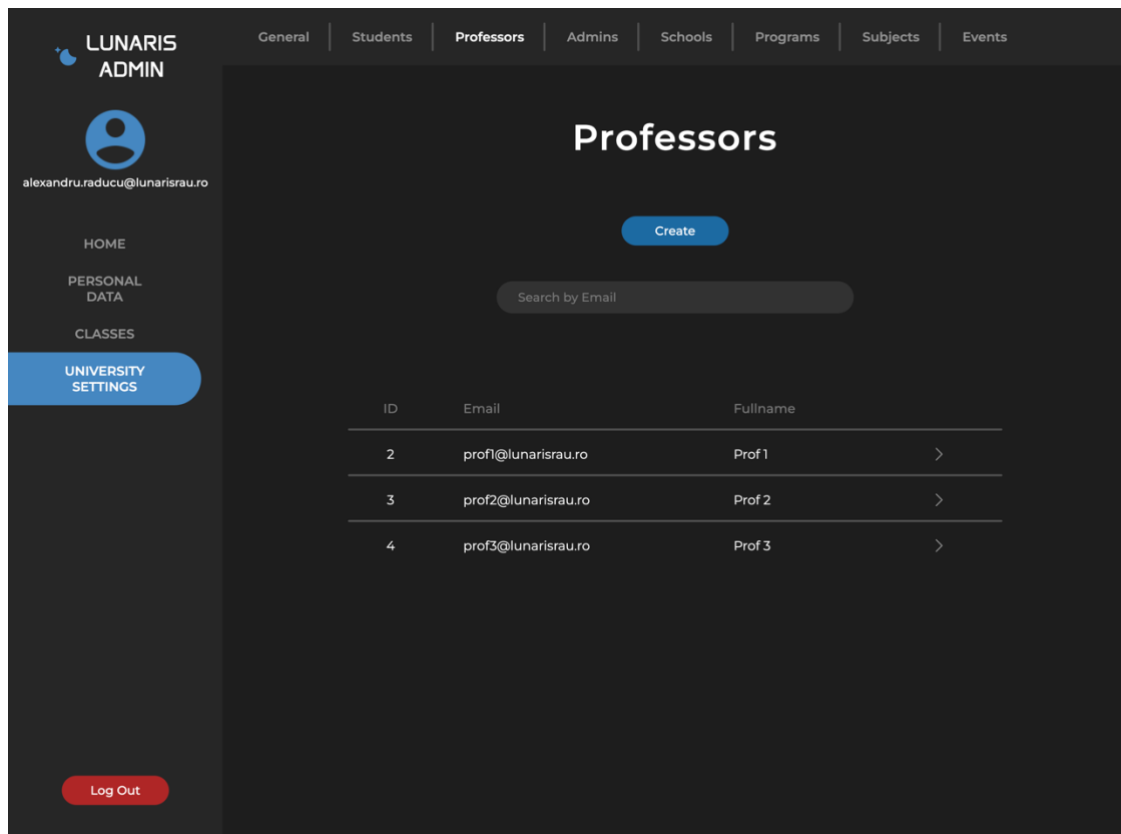 LUNARIS
ADMIN
alexandru.raducu@lunarisrau.ro
HOME
PERSONAL
DATA
CLASSES
UNIVERSITY
SETTINGS
Log Out
General Students Professors Admins Schools Programs Subjects Events
Professors
Create
Search by Email
ID Email Fullname
2 prof1@lunarisrau.ro Prof 1
3 prof2@lunarisrau.ro Prof 2
4 prof3@lunarisrau.ro Prof 3